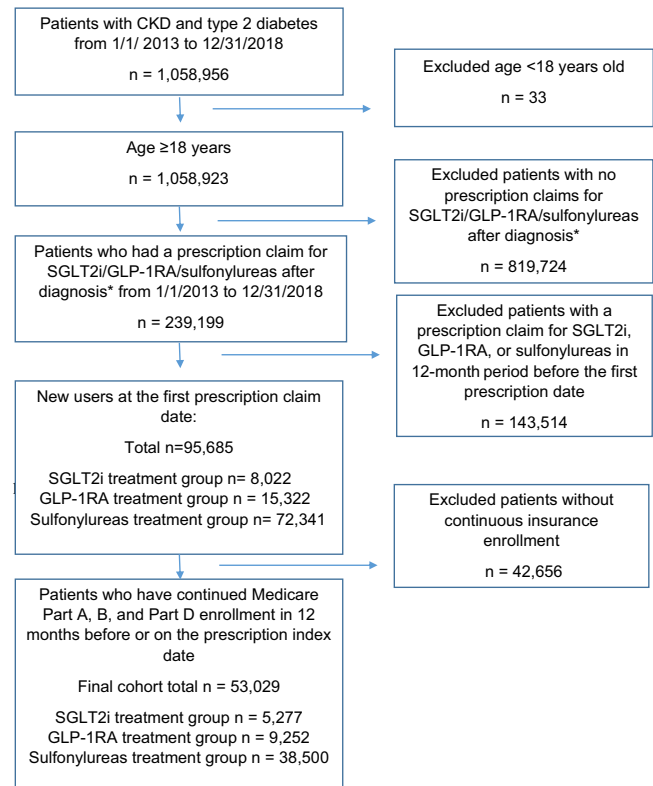 Patients with CKD and type 2 diabetes
from 1/1/ 2013 to 12/31/2018
n = 1,058,956
Excluded age <18 years old
n = 33
Age ≥18 years
n = 1,058,923
Excluded patients with no
prescription claims for
SGLT2i/GLP-1RA/sulfonylureas
after diagnosis*
n = 819,724
Patients who had a prescription claim for
SGLT2i/GLP-1RA/sulfonylureas after
diagnosis* from 1/1/2013 to 12/31/2018
n = 239,199
Excluded patients with a
prescription claim for SGLT2i,
GLP-1RA, or sulfonylureas in
12-month period before the first
prescription date
n = 143,514
New users at the first prescription claim
date:
Total n=95,685
SGLT2i treatment group n= 8,022
GLP-1RA treatment group n = 15,322
Sulfonylureas treatment group n= 72,341
Excluded patients without
continuous insurance
enrollment
n = 42,656
Patients who have continued Medicare
Part A, B, and Part D enrollment in 12
months before or on the prescription index
date
Final cohort total n = 53,029
SGLT2i treatment group n = 5,277
GLP-1RA treatment group n = 9,252
Sulfonylureas treatment group n = 38,500